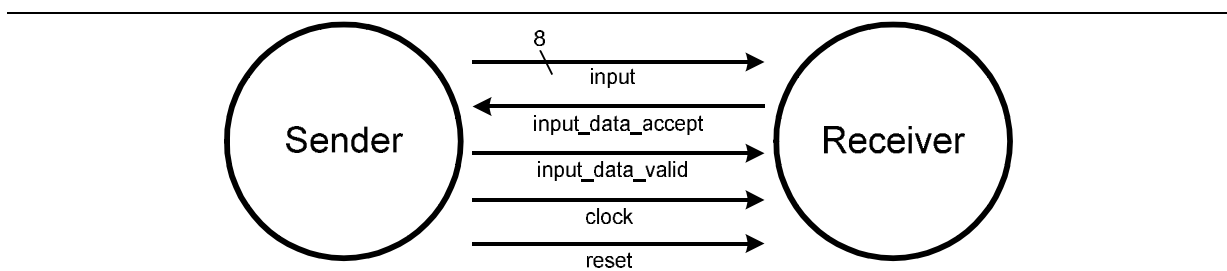 8
input
Sender
input_data_accept
Receiver
input_data_valid
clock
reset